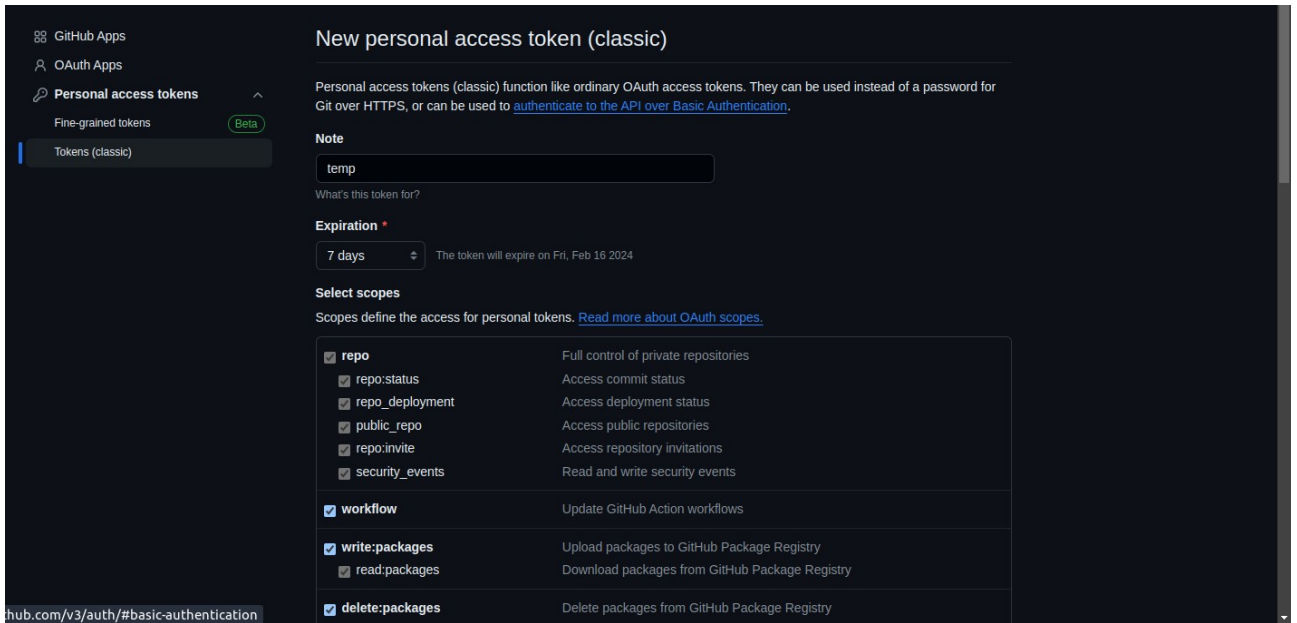 GitHub Apps
OAuth Apps
Personal access tokens
Fine-grained tokens Beta
Tokens (classic)
New personal access token (classic)
Personal access tokens (classic) function like ordinary OAuth access tokens. They can be used instead of a password for
Git over HTTPS, or can be used to authenticate to the API over Basic Authentication.
Note
temp
What's this token for?
Expiration *
7 days The token will expire on Fri, Feb 16 2024
Select scopes
Scopes define the access for personal tokens. Read more about OAuth scopes.
repo Full control of private repositories
repo:status Access commit status
repo_deployment Access deployment status
public_repo Access public repositories
repo:invite Access repository invitations
security_events Read and write security events
workflow Update GitHub Action workflows
write:packages Upload packages to GitHub Package Registry
read:packages Download packages from GitHub Package Registry
delete:packages Delete packages from GitHub Package Registry
hub.com/v3/auth/#basic-authentication